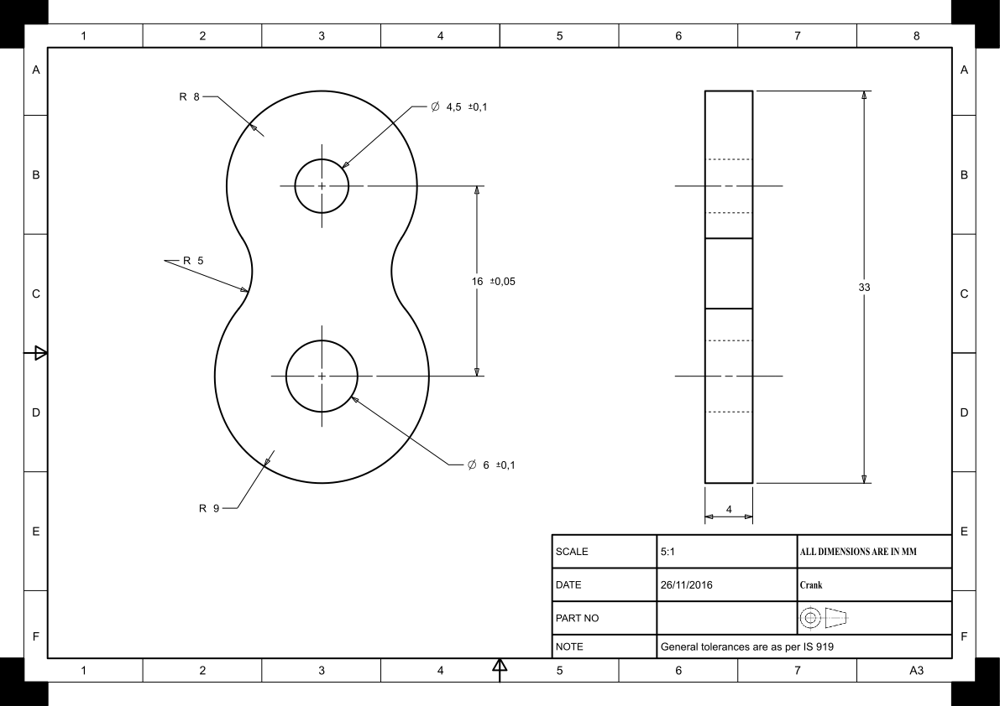 1 2 3 4 5 6 7 8
A A
R 8
Ø 4,5 ±0,1
B B
R 5
16 ±0,05
33
C C
D D
Ø 6 ±0,1
R 9
4
E E
SCALE 5:1 ALL DIMENSIONS ARE IN MM
DATE 26/11/2016 Crank
PART NO
F F
NOTE General tolerances are as per IS 919
1 2 3 4 5 6 7 A3